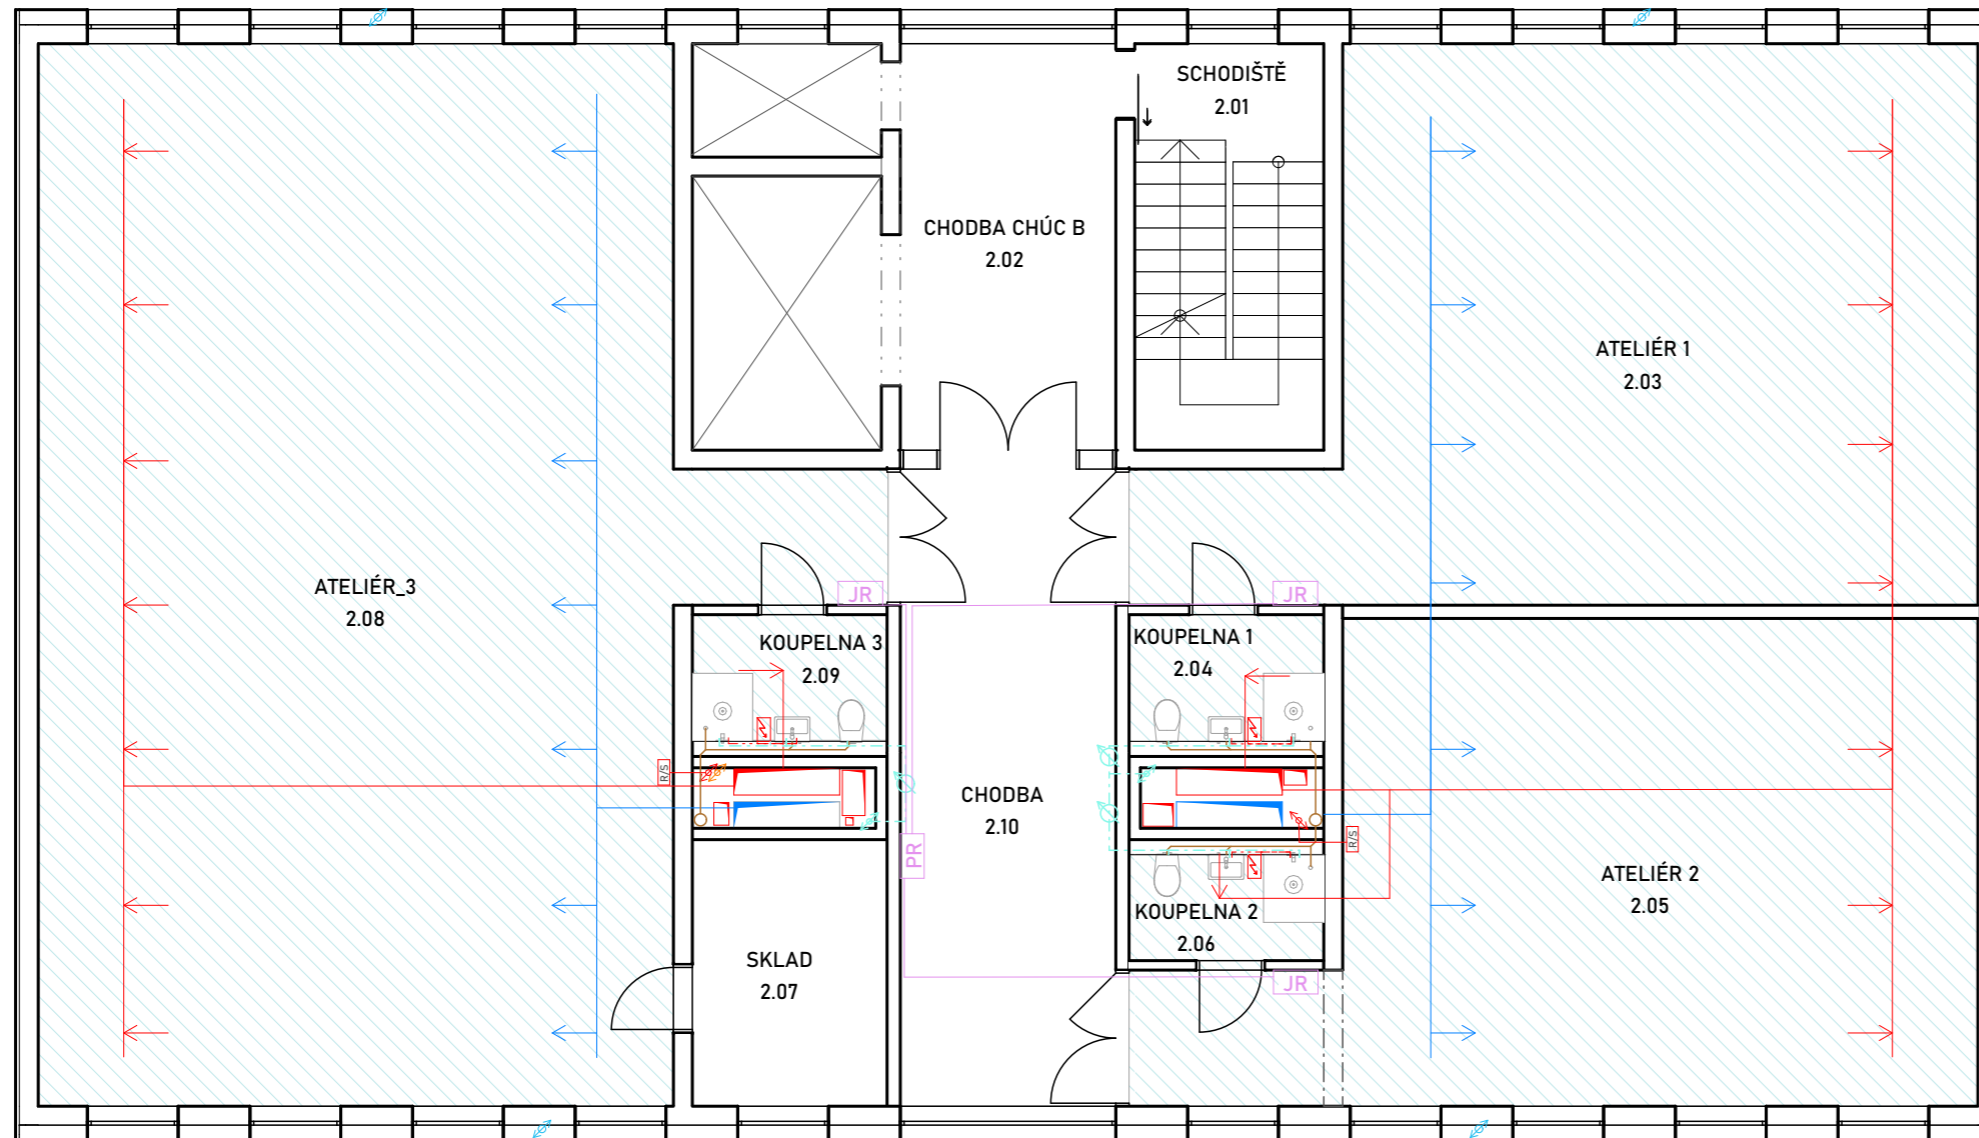 SCHODIŠTĚ
2.01
CHODBA CHÚC B
2.02
ATELIÉR 1
2.03
ATELIÉR_3
2.08
JR
JR
KOUPELNA 3
2.09
KOUPELNA 1
2.04
R/S
CHODBA
2.10
R/S
PR
ATELIÉR 2
2.05
KOUPELNA 2
2.06
SKLAD
2.07
JR